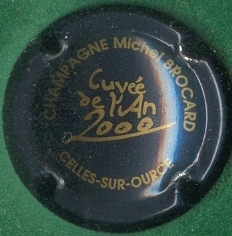 CHAMPAGNE Michel BROCARD
Cuvée
de l'An
2000
CELLES-SUR-OURCE